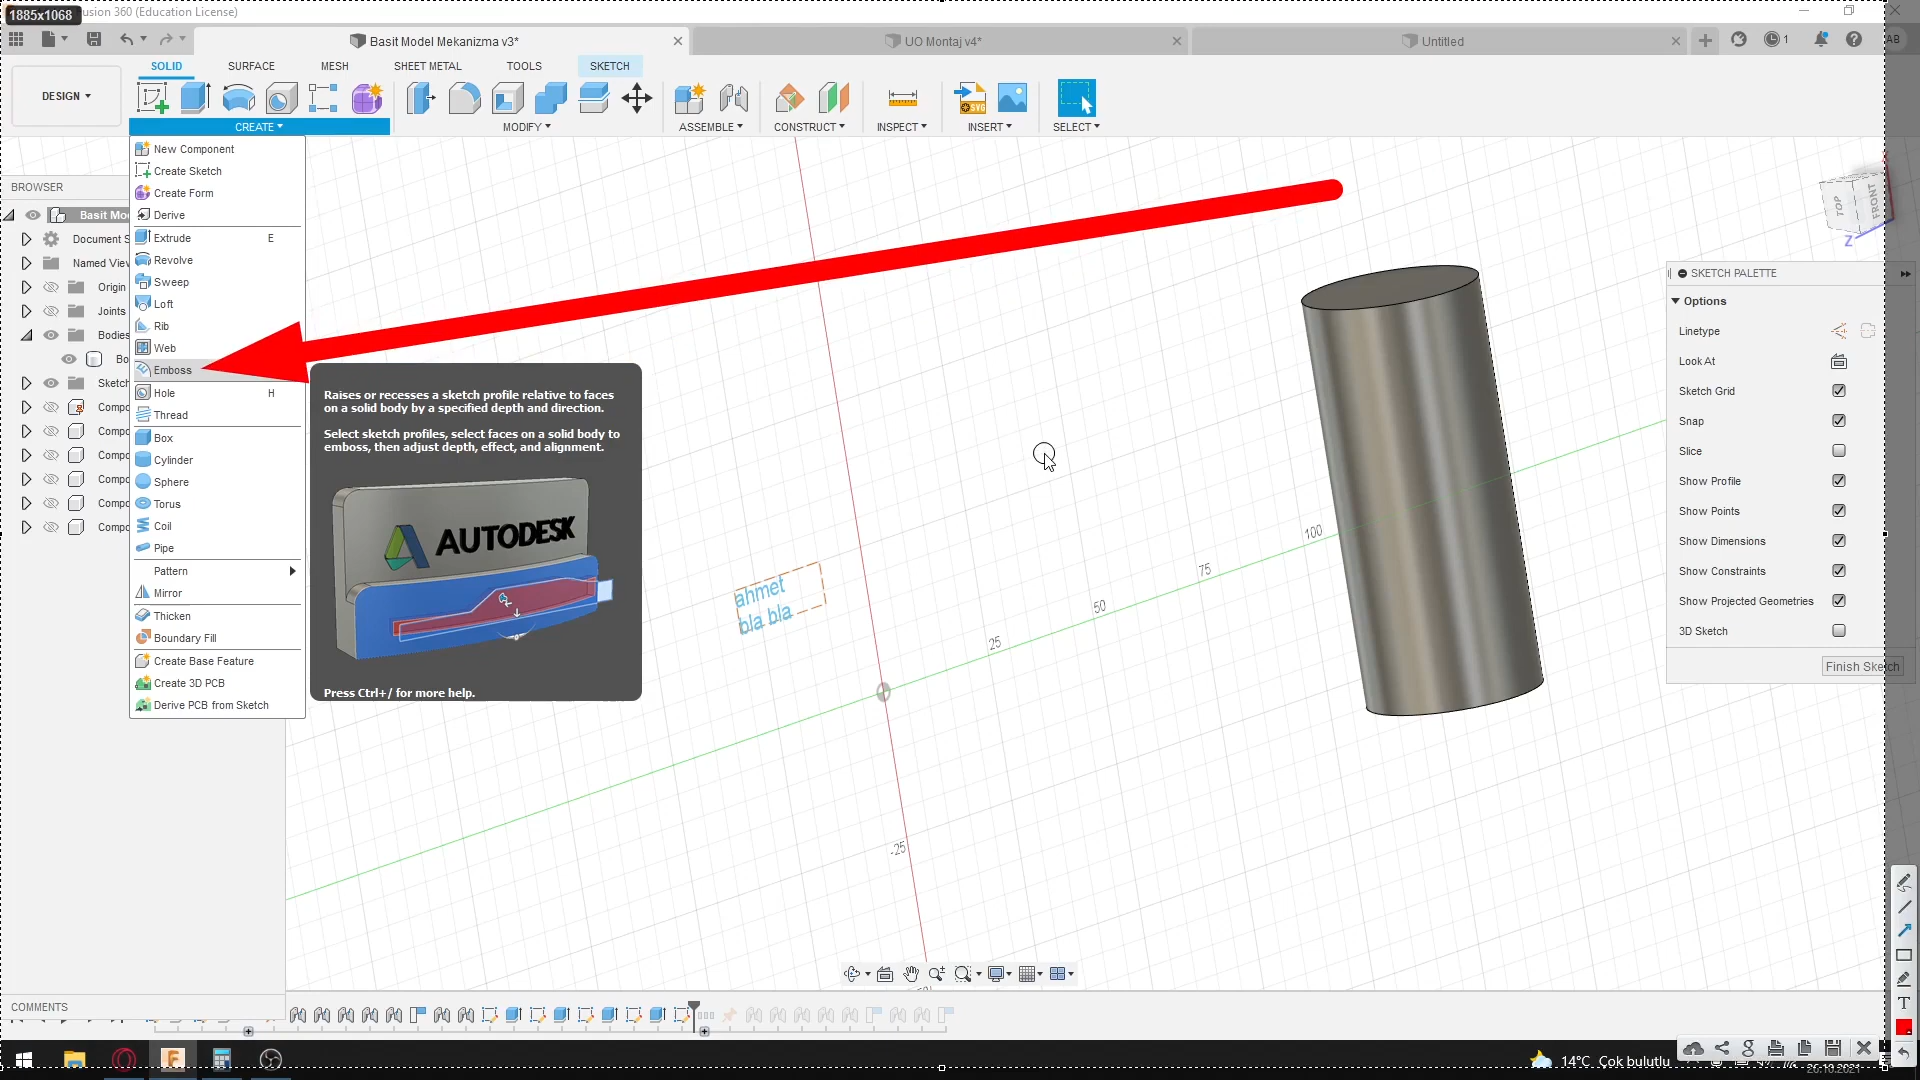 1885x1068
usion 360 (Education License)
Basit Model Mekanizma v3*
UO Montaj v4*
Untitled
1
AB
DESIGN
SOLID
SURFACE
MESH
SHEET METAL
TOOLS
SKETCH
CREATE
MODIFY
ASSEMBLE
CONSTRUCT
INSPECT
INSERT
SELECT
SVG
BROWSER
Basit Mo
Document S
Named Viev
Origin
Joints
Bodies
Bo
Sketch
Compo
Compo
Compo
Compo
Compo
Compo
New Component
Create Sketch
Create Form
Derive
Extrude E
Revolve
Sweep
Loft
Rib
Web
Emboss
Hole H
Thread
Box
Cylinder
Sphere
Torus
Coil
Pipe
Pattern
Mirror
Thicken
Boundary Fill
Create Base Feature
Create 3D PCB
Derive PCB from Sketch
Raises or recesses a sketch profile relative to faces
on a solid body by a specified depth and direction.
Select sketch profiles, select faces on a solid body to
emboss, then adjust depth, effect, and alignment.
AUTODESK
Press Ctrl+/ for more help.
ahmet
bla bla
25
50
75
100
-25
TOP
FRONT
Z
SKETCH PALETTE
Options
Linetype
Look At
Sketch Grid
Snap
Slice
Show Profile
Show Points
Show Dimensions
Show Constraints
Show Projected Geometries
3D Sketch
Finish Sketch
COMMENTS
14°C Çok bulutlu
26.10.2021